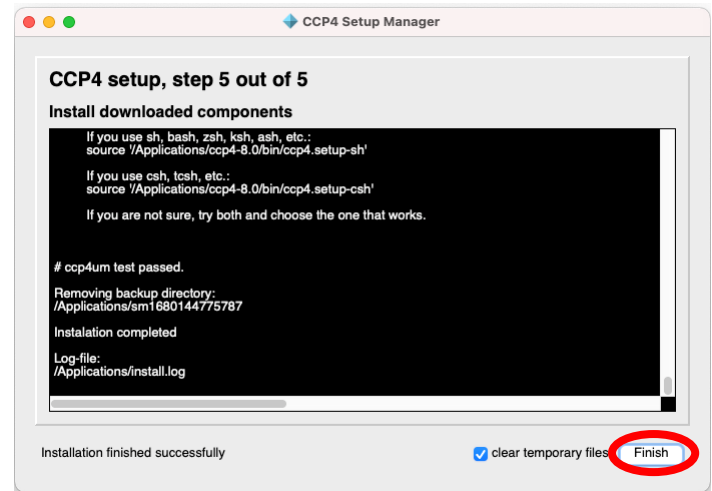 CCP4 Setup Manager
CCP4 setup, step 5 out of 5
Install downloaded components
If you use sh, bash, zsh, ksh, ash, etc.:
source '/Applications/ccp4-8.0/bin/ccp4.setup-sh'
If you use csh, tcsh, etc.:
source '/Applications/ccp4-8.0/bin/ccp4.setup-csh'
If you are not sure, try both and choose the one that works.
# ccp4um test passed.
Removing backup directory:
/Applications/sm1680144775787
Instalation completed
Log-file:
/Applications/install.log
Installation finished successfully
clear temporary files
Finish